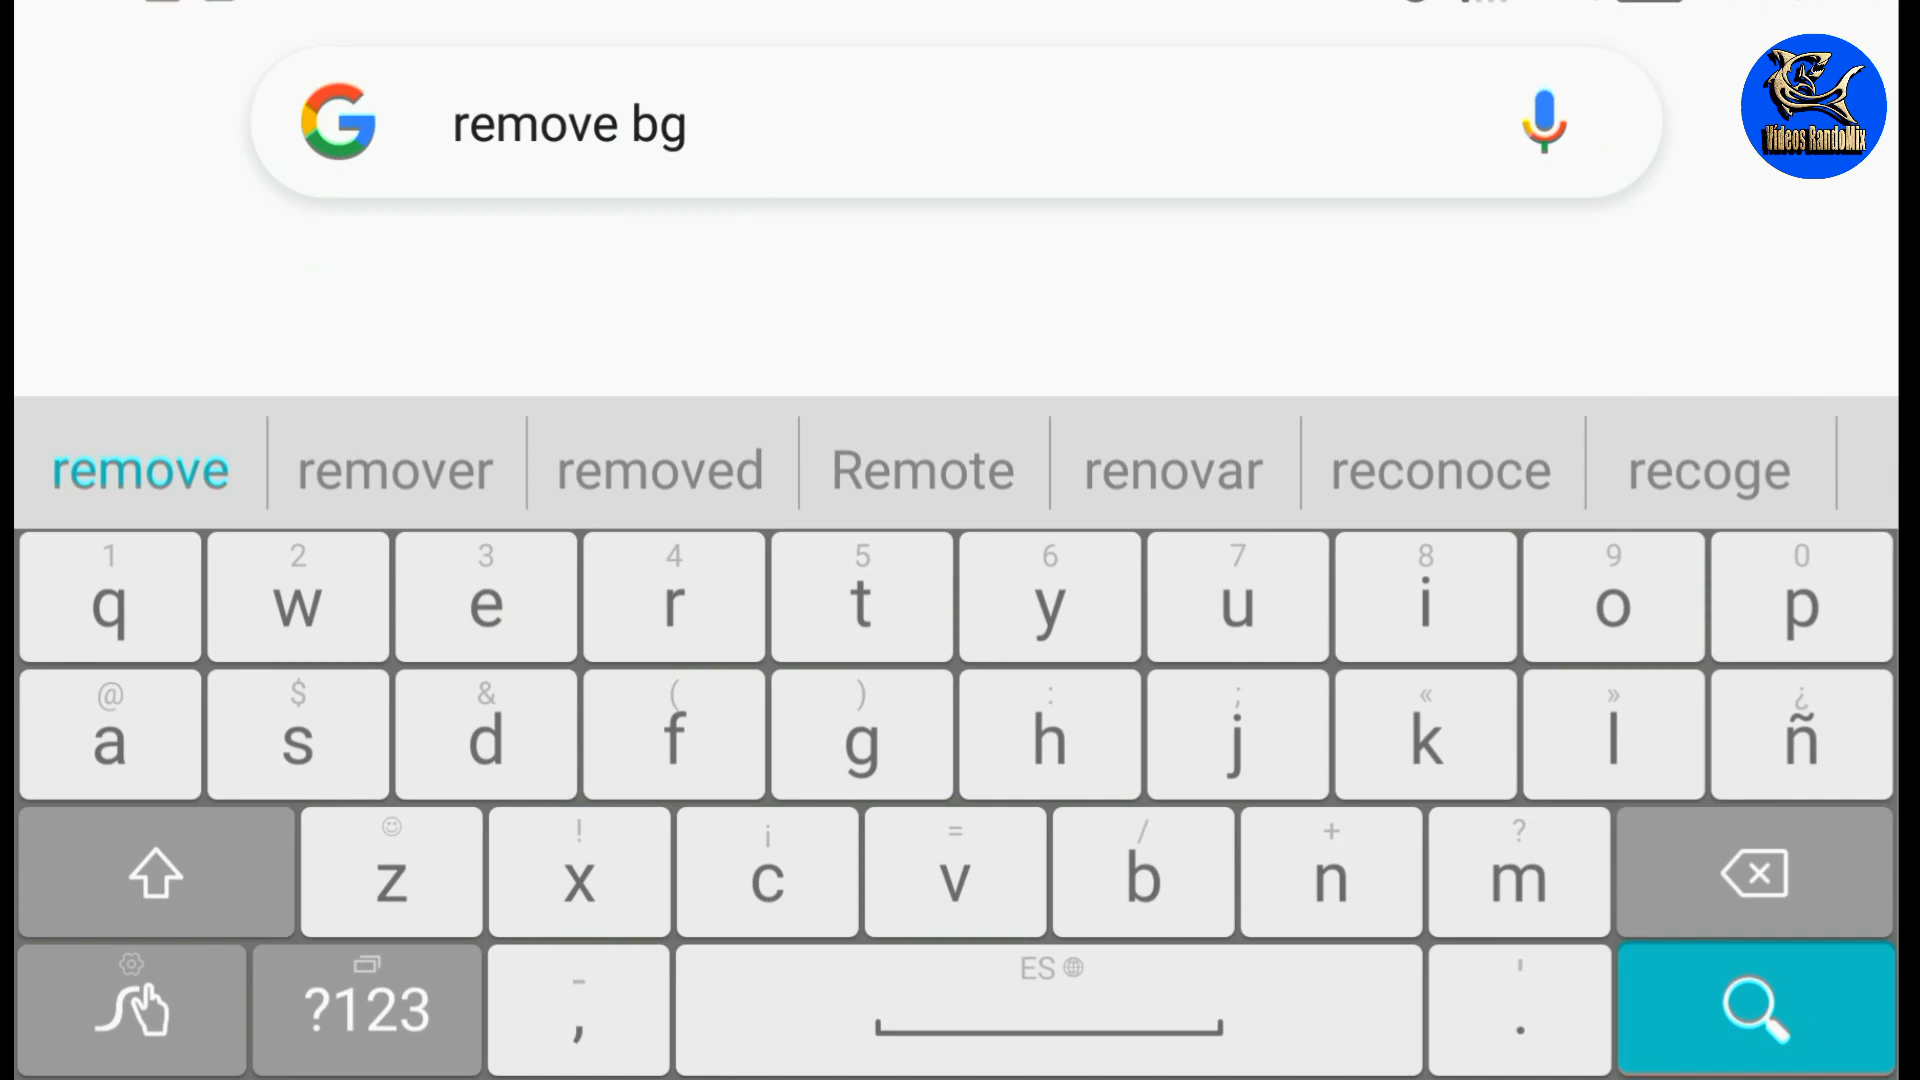 remove bg
Vídeos RandoMix
remove remover removed Remote renovar reconoce recoge
1 2 3 4 5 6 7 8 9 0
q w e r t y u i o p
@ $ & ( ) : ; « » ¿
a s d f g h j k l ñ
! ¡ = / + ?
z x c v b n m
ES
- '
?123 , .